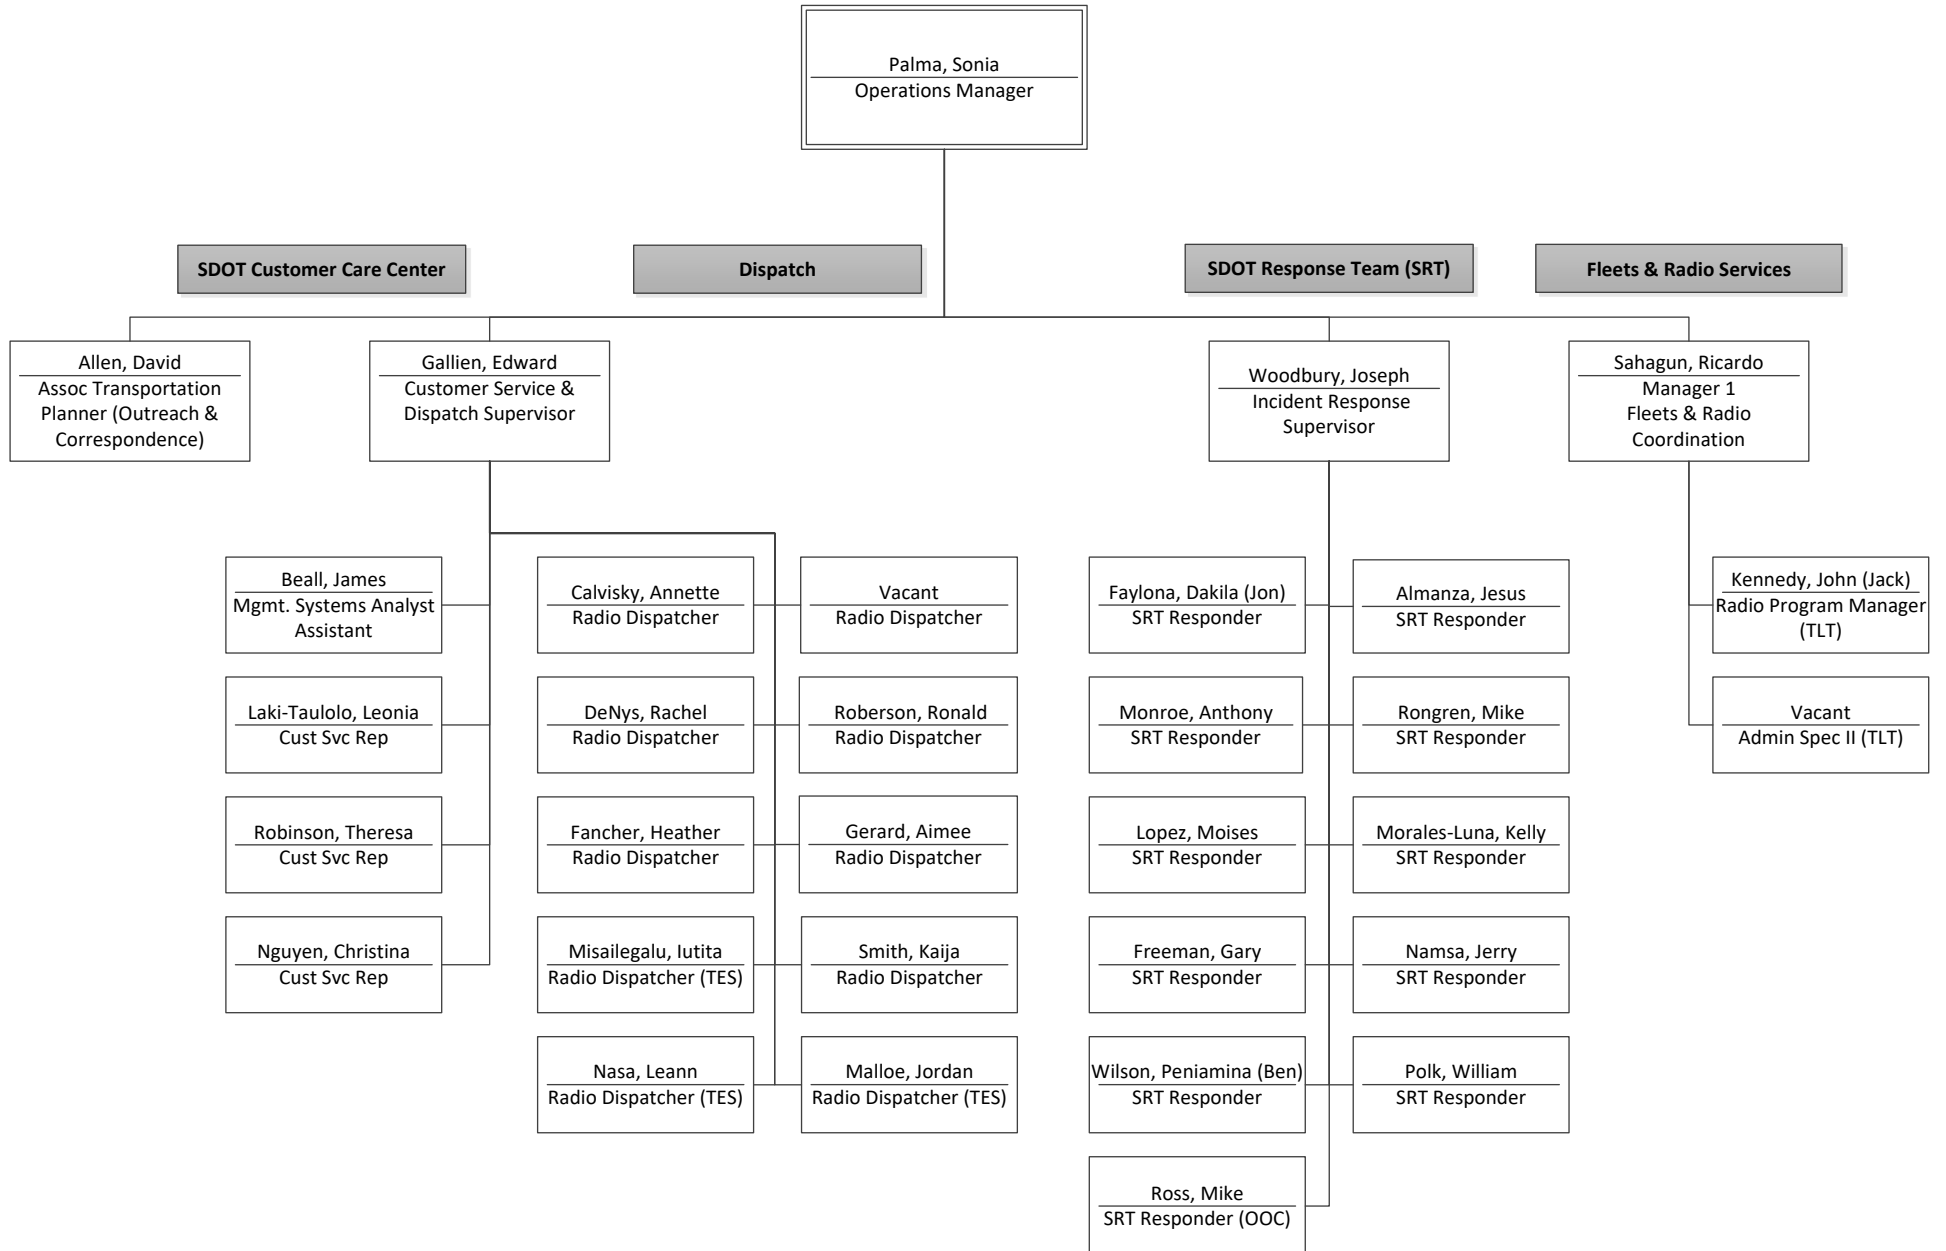 Palma, Sonia
Operations Manager
SDOT Customer Care Center
Dispatch
SDOT Response Team (SRT)
Fleets & Radio Services
Allen, David
Assoc Transportation
Planner (Outreach &
Correspondence)
Gallien, Edward
Customer Service &
Dispatch Supervisor
Woodbury, Joseph
Incident Response
Supervisor
Sahagun, Ricardo
Manager 1
Fleets & Radio
Coordination
Beall, James
Mgmt. Systems Analyst
Assistant
Calvisky, Annette
Radio Dispatcher
Vacant
Radio Dispatcher
Faylona, Dakila (Jon)
SRT Responder
Almanza, Jesus
SRT Responder
Kennedy, John (Jack)
Radio Program Manager
(TLT)
Laki-Taulolo, Leonia
Cust Svc Rep
DeNys, Rachel
Radio Dispatcher
Roberson, Ronald
Radio Dispatcher
Monroe, Anthony
SRT Responder
Rongren, Mike
SRT Responder
Vacant
Admin Spec II (TLT)
Robinson, Theresa
Cust Svc Rep
Fancher, Heather
Radio Dispatcher
Gerard, Aimee
Radio Dispatcher
Lopez, Moises
SRT Responder
Morales-Luna, Kelly
SRT Responder
Nguyen, Christina
Cust Svc Rep
Misailegalu, Iutita
Radio Dispatcher (TES)
Smith, Kaija
Radio Dispatcher
Freeman, Gary
SRT Responder
Namsa, Jerry
SRT Responder
Nasa, Leann
Radio Dispatcher (TES)
Malloe, Jordan
Radio Dispatcher (TES)
Wilson, Peniamina (Ben)
SRT Responder
Polk, William
SRT Responder
Ross, Mike
SRT Responder (OOC)